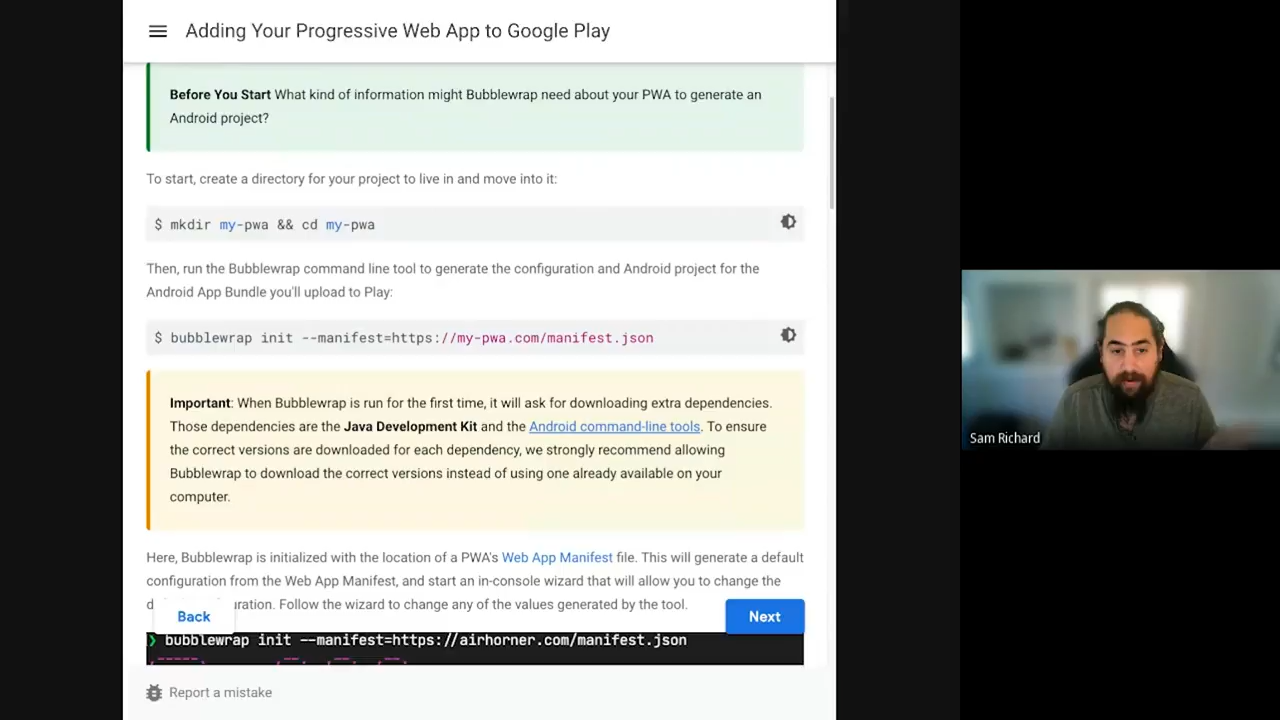 Adding Your Progressive Web App to Google Play
Before You Start What kind of information might Bubblewrap need about your PWA to generate an
Android project?
To start, create a directory for your project to live in and move into it:
$ mkdir my-pwa && cd my-pwa
Then, run the Bubblewrap command line tool to generate the configuration and Android project for the
Android App Bundle you'll upload to Play:
$ bubblewrap init --manifest=https://my-pwa.com/manifest.json
Important: When Bubblewrap is run for the first time, it will ask for downloading extra dependencies.
Those dependencies are the Java Development Kit and the Android command-line tools. To ensure
the correct versions are downloaded for each dependency, we strongly recommend allowing
Bubblewrap to download the correct versions instead of using one already available on your
computer.
Here, Bubblewrap is initialized with the location of a PWA's Web App Manifest file. This will generate a default
configuration from the Web App Manifest, and start an in-console wizard that will allow you to change the
uration. Follow the wizard to change any of the values generated by the tool.
Back
Next
❯ bubblewrap init --manifest=https://airhorner.com/manifest.json
Report a mistake
Sam Richard